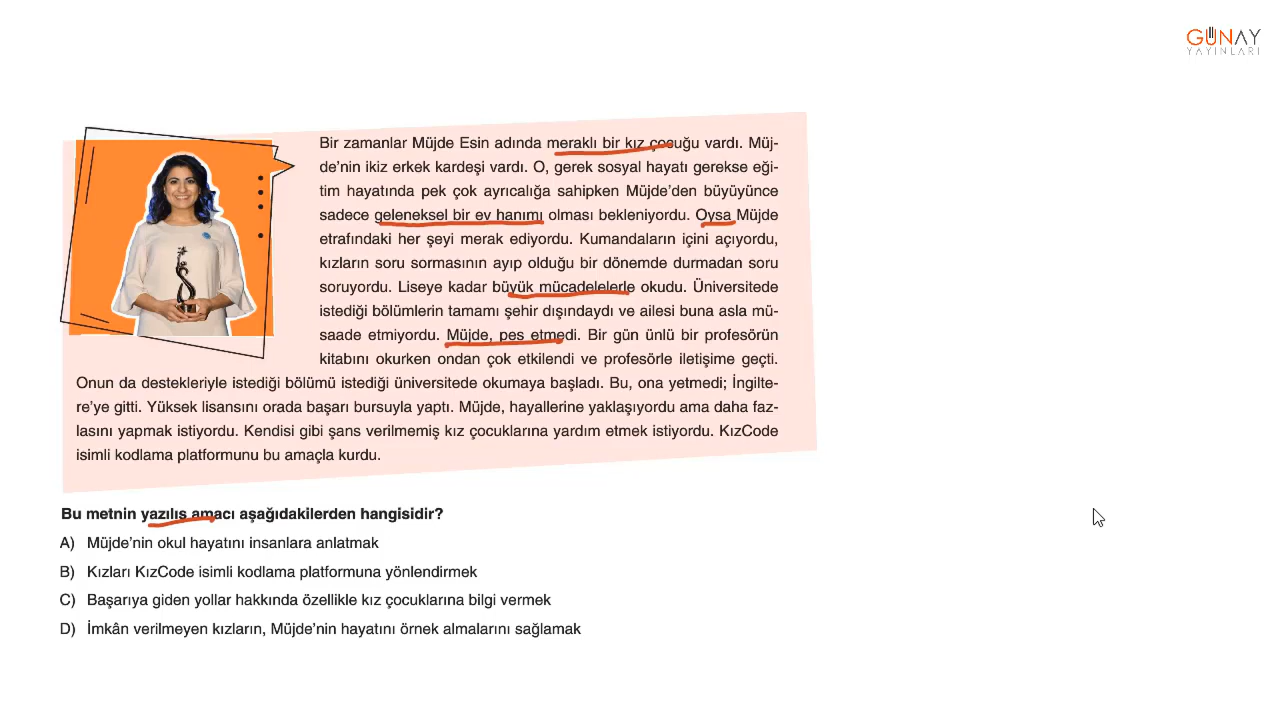 GÜNAY
YAYINLARI
Bir zamanlar Müjde Esin adında meraklı bir kız çocuğu vardı. Müj-
de’nin ikiz erkek kardeşi vardı. O, gerek sosyal hayatı gerekse eği-
tim hayatında pek çok ayrıcalığa sahipken Müjde’den büyüyünce
sadece geleneksel bir ev hanımı olması bekleniyordu. Oysa Müjde
etrafındaki her şeyi merak ediyordu. Kumandaların içini açıyordu,
kızların soru sormasının ayıp olduğu bir dönemde durmadan soru
soruyordu. Liseye kadar büyük mücadelelerle okudu. Üniversitede
istediği bölümlerin tamamı şehir dışındaydı ve ailesi buna asla mü-
saade etmiyordu. Müjde, pes etmedi. Bir gün ünlü bir profesörün
kitabını okurken ondan çok etkilendi ve profesörle iletişime geçti.
Onun da destekleriyle istediği bölümü istediği üniversitede okumaya başladı. Bu, ona yetmedi; İngilte-
re’ye gitti. Yüksek lisansını orada başarı bursuyla yaptı. Müjde, hayallerine yaklaşıyordu ama daha faz-
lasını yapmak istiyordu. Kendisi gibi şans verilmemiş kız çocuklarına yardım etmek istiyordu. KızCode
isimli kodlama platformunu bu amaçla kurdu.
Bu metnin yazılış amacı aşağıdakilerden hangisidir?
A) Müjde’nin okul hayatını insanlara anlatmak
B) Kızları KızCode isimli kodlama platformuna yönlendirmek
C) Başarıya giden yollar hakkında özellikle kız çocuklarına bilgi vermek
D) İmkân verilmeyen kızların, Müjde’nin hayatını örnek almalarını sağlamak